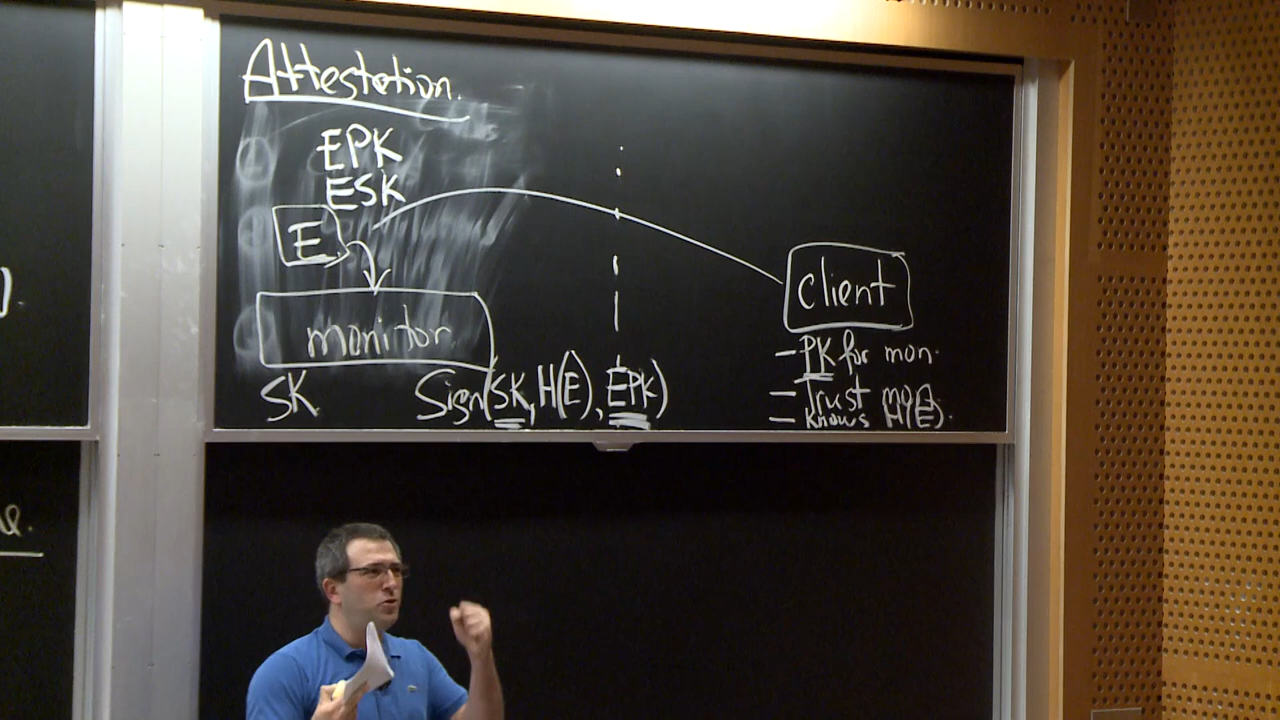 Attestation.
EPK
ESK
E
client
monitor
– PK for mon.
SK
Sign(SK, H(E), EPK)
– Trust mon.
– knows H(E).
e.